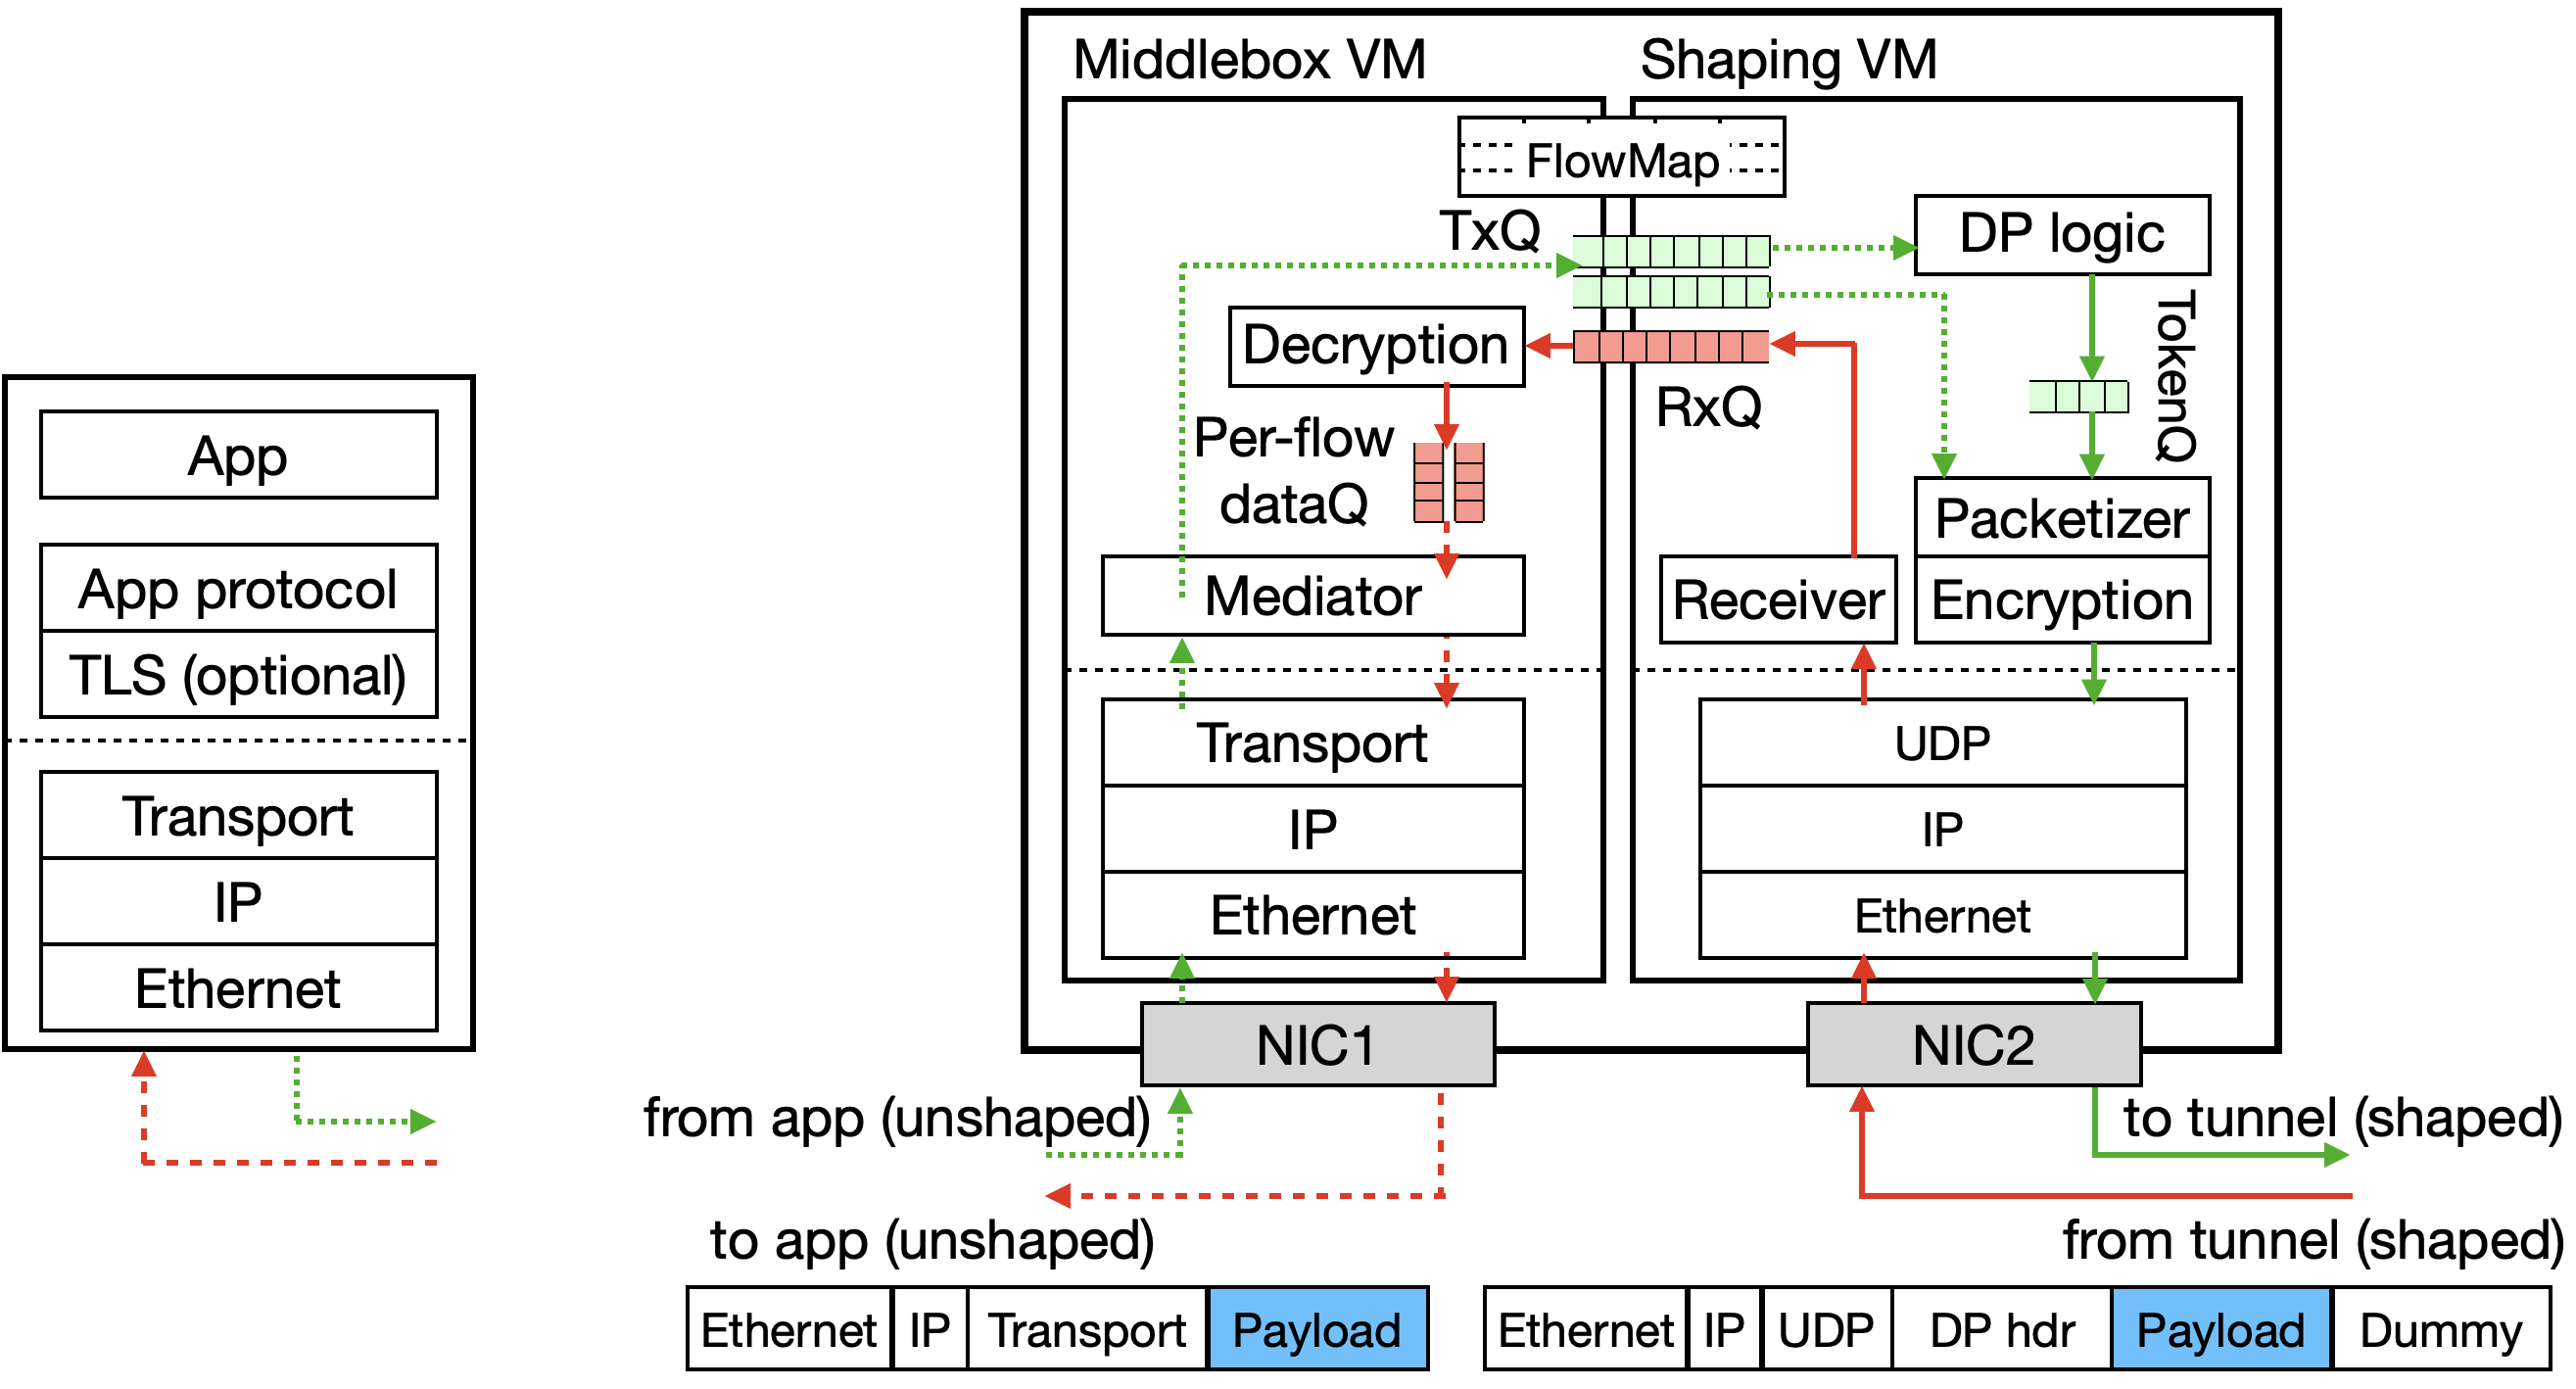 App
App protocol
TLS (optional)
Transport
IP
Ethernet
Middlebox VM
Shaping VM
FlowMap
TxQ
DP logic
Decryption
TokenQ
RxQ
Per-flow
dataQ
Packetizer
Mediator
Receiver
Encryption
Transport
IP
Ethernet
UDP
IP
Ethernet
NIC1
NIC2
from app (unshaped)
to tunnel (shaped)
to app (unshaped)
from tunnel (shaped)
Ethernet IP Transport Payload
Ethernet IP UDP DP hdr Payload Dummy